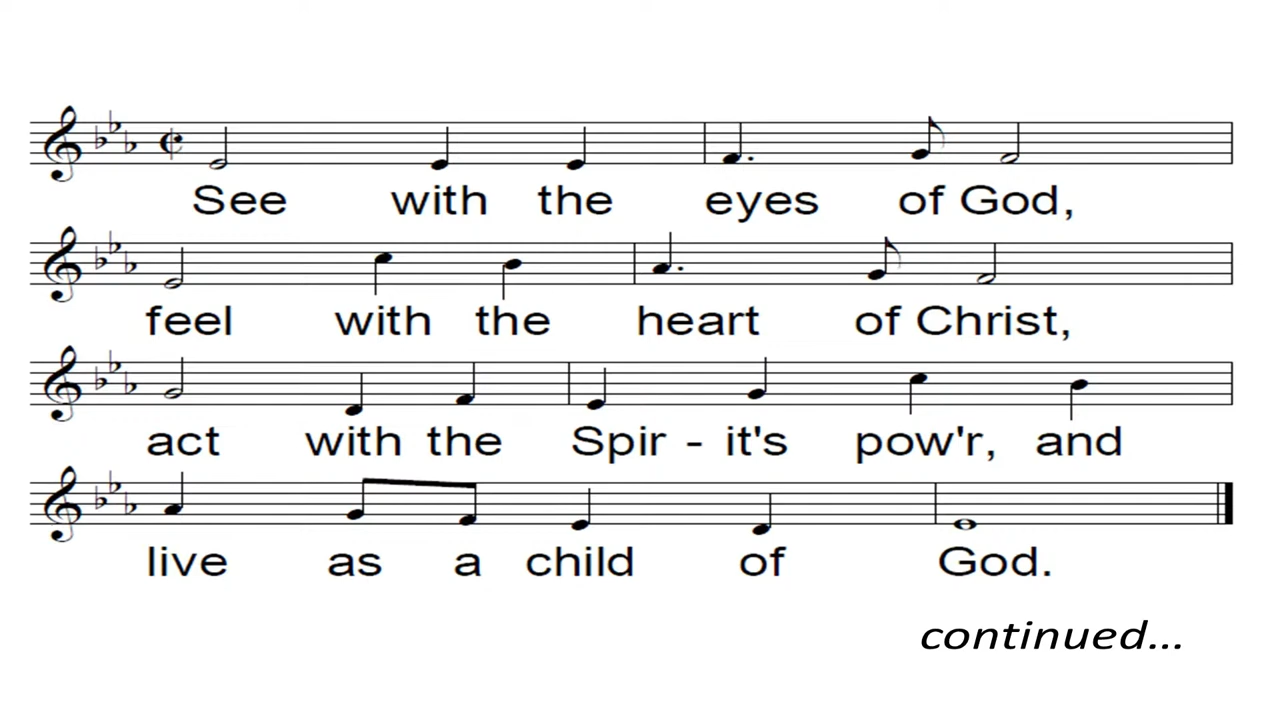 See with the eyes of God,
feel with the heart of Christ,
act with the Spir - it's pow'r, and
live as a child of God.
continued...